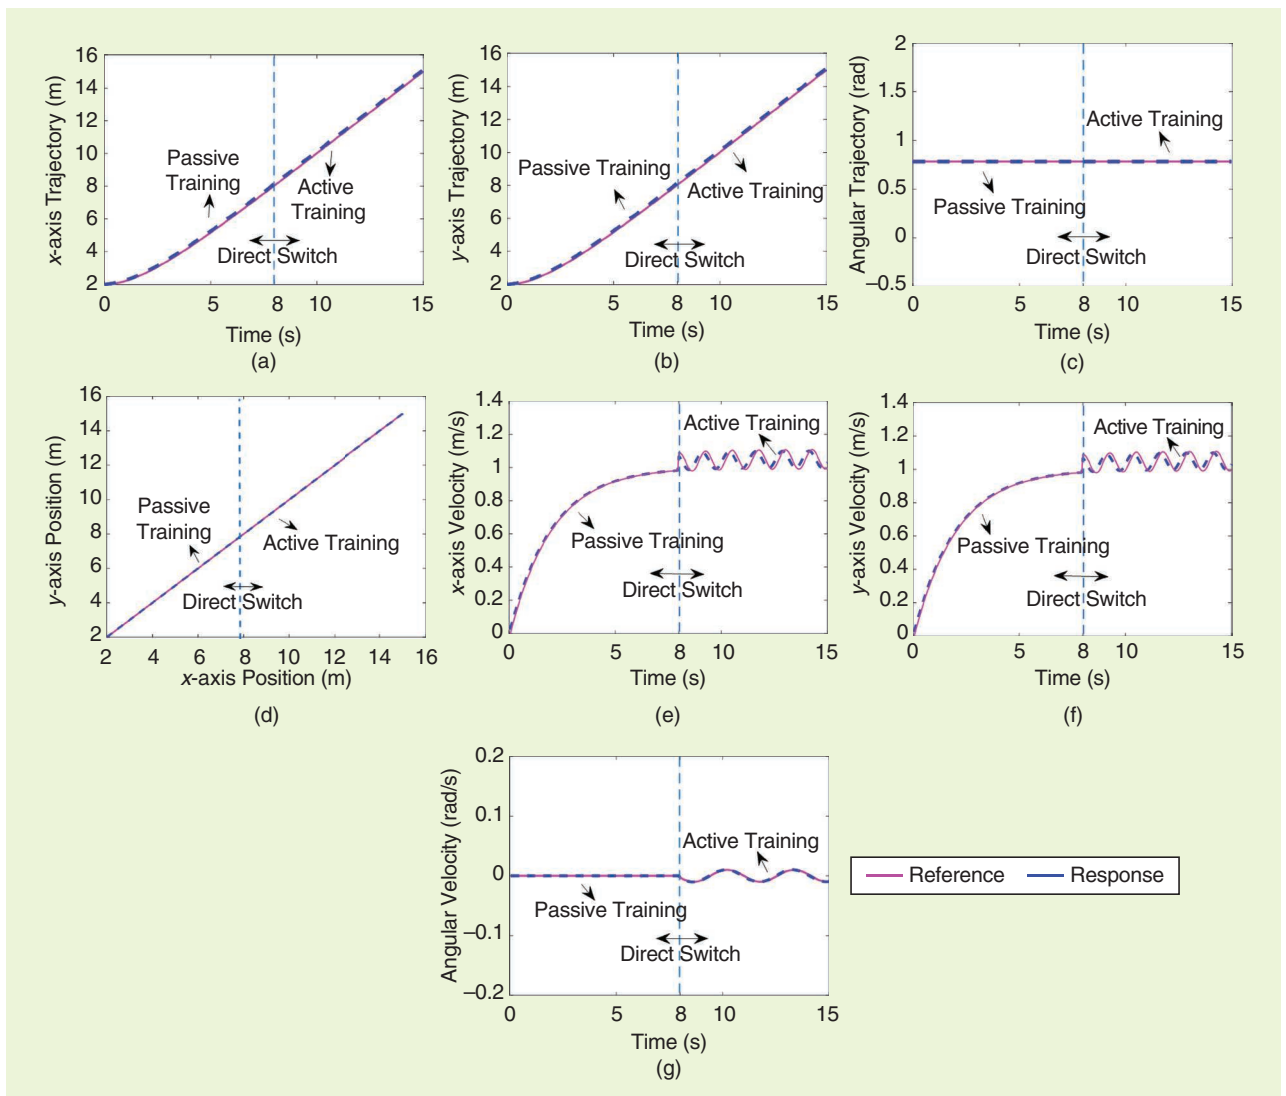 16
14
12
10
8
6
4
2
x-axis Trajectory (m)
Passive
Training
Active
Training
Direct Switch
0 5 8 10 15
Time (s)
(a)
16
14
12
10
8
6
4
2
y-axis Trajectory (m)
Passive Training
Active Training
Direct Switch
0 5 8 10 15
Time (s)
(b)
2
1
0.5
0
–0.5
Angular Trajectory (rad)
Active Training
Passive Training
Direct Switch
0 5 8 10 15
Time (s)
(c)
16
14
12
10
8
6
4
2
y-axis Position (m)
Passive
Training
Active Training
Direct Switch
2 4 6 8 10 12 14 16
x-axis Position (m)
(d)
1.4
1.2
1
0.8
0.6
0.4
0.2
0
x-axis Velocity (m/s)
Active Training
Passive Training
Direct Switch
0 5 8 10 15
Time (s)
(e)
1.4
1.2
1
0.8
0.6
0.4
0.2
0
y-axis Velocity (m/s)
Active Training
Passive Training
Direct Switch
0 5 8 10 15
Time (s)
(f)
0.2
0.1
0
–0.1
–0.2
Angular Velocity (rad/s)
Active Training
Passive Training
Direct Switch
0 5 8 10 15
Time (s)
(g)
Reference Response